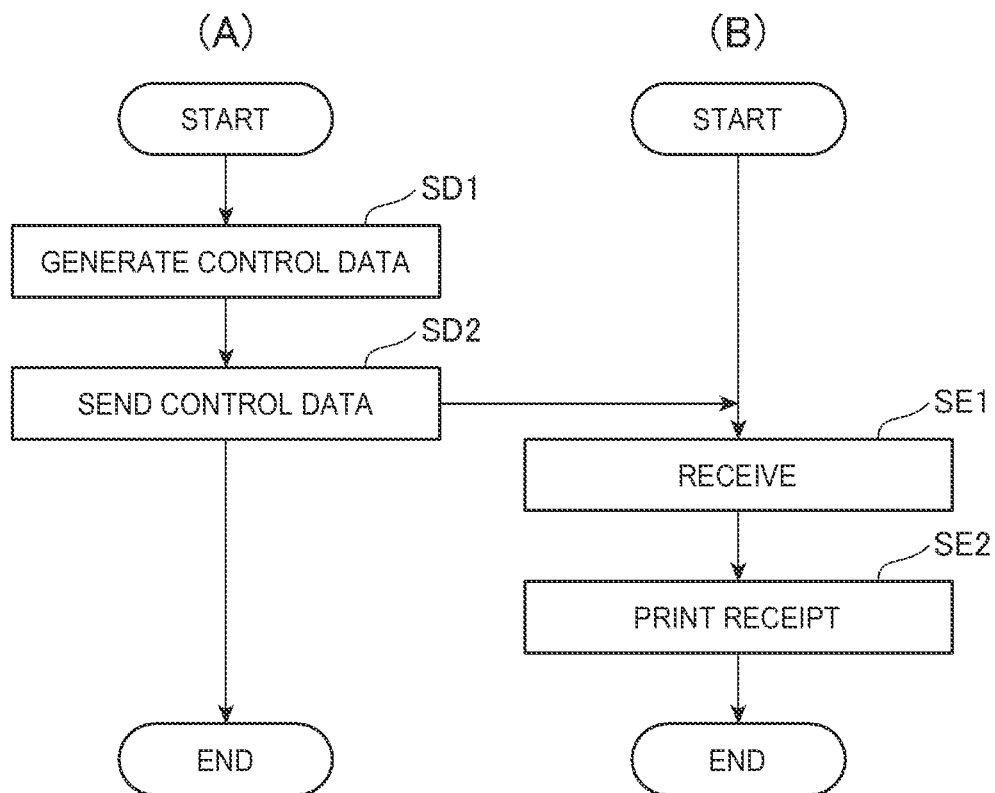 (A)
START
SD1
GENERATE CONTROL DATA
SD2
SEND CONTROL DATA
END
(B)
START
SE1
RECEIVE
SE2
PRINT RECEIPT
END